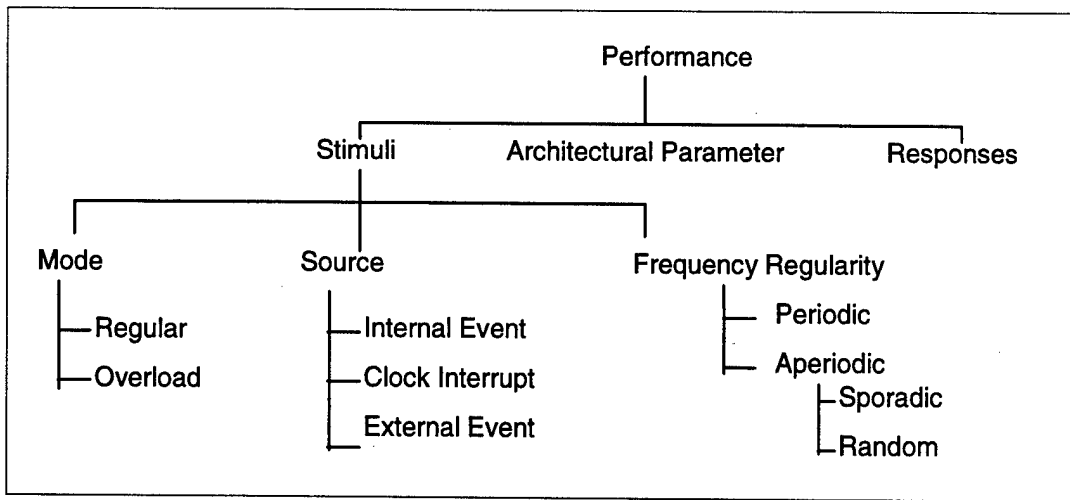 Performance
Stimuli
Architectural Parameter
Responses
Mode
Source
Frequency Regularity
Regular
Overload
Internal Event
Clock Interrupt
External Event
Periodic
Aperiodic
Sporadic
Random